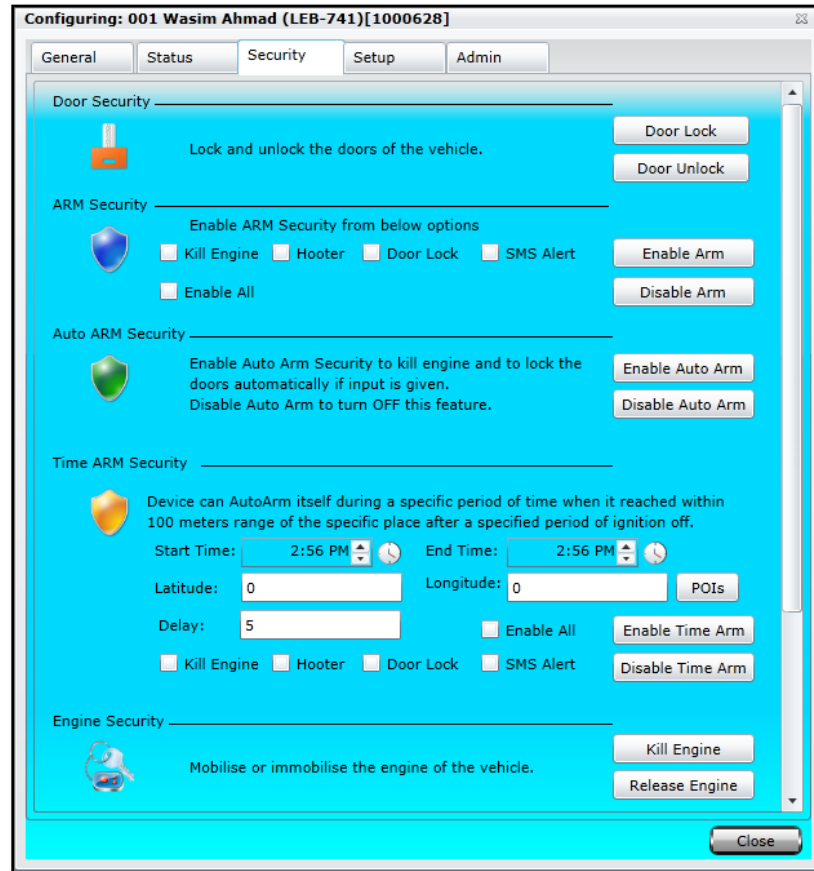 Configuring: 001 Wasim Ahmad (LEB-741)[1000628]
General Status Security Setup Admin
Door Security
Lock and unlock the doors of the vehicle.
Door Lock
Door Unlock
ARM Security
Enable ARM Security from below options
Kill Engine Hooter Door Lock SMS Alert Enable Arm
Enable All Disable Arm
Auto ARM Security
Enable Auto Arm Security to kill engine and to lock the
doors automatically if input is given.
Disable Auto Arm to turn OFF this feature.
Enable Auto Arm
Disable Auto Arm
Time ARM Security
Device can AutoArm itself during a specific period of time when it reached within
100 meters range of the specific place after a specified period of ignition off.
Start Time: 2:56 PM End Time: 2:56 PM
Latitude: 0 Longitude: 0 POIs
Delay: 5 Enable All Enable Time Arm
Kill Engine Hooter Door Lock SMS Alert Disable Time Arm
Engine Security
Mobilise or immobilise the engine of the vehicle.
Kill Engine
Release Engine
Close